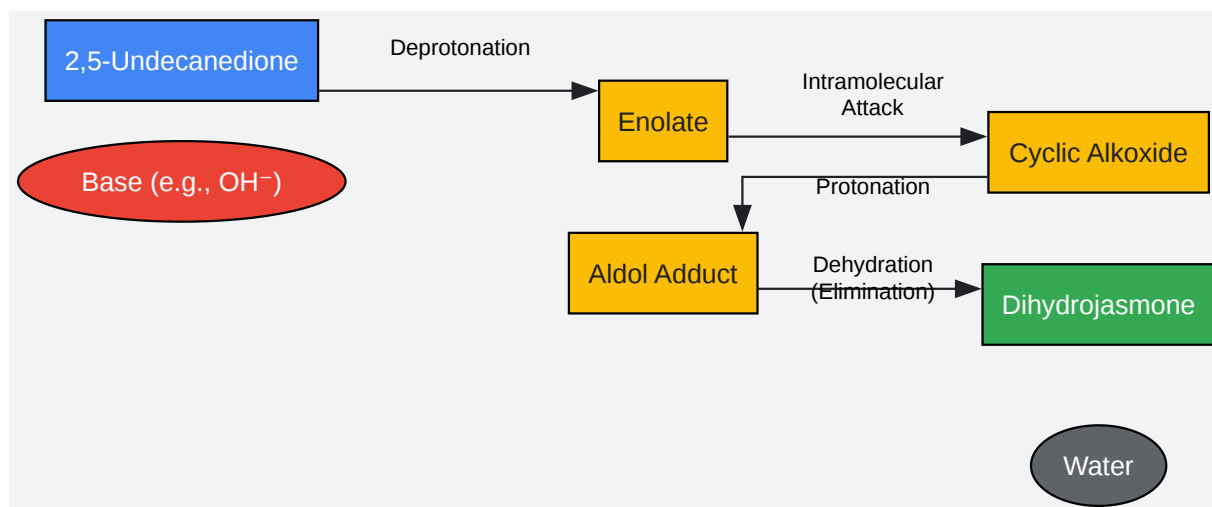 2,5-Undecanedione
Deprotonation
Base (e.g., OH⁻)
Enolate
Intramolecular
Attack
Cyclic Alkoxide
Protonation
Aldol Adduct
Dehydration
(Elimination)
Dihydrojasmone
Water